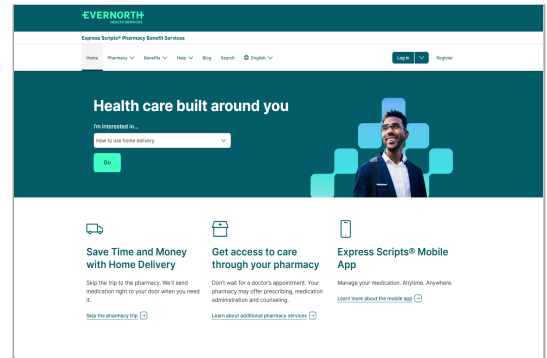 EVERNORTH
HEALTH SERVICES
Express Scripts® Pharmacy Benefit Services
Home Pharmacy Benefits Help Blog Search English Log in Register
Health care built around you
I'm interested in...
How to use home delivery
Go
Save Time and Money
with Home Delivery
Skip the trip to the pharmacy. We'll send
medication right to your door when you need
it.
Skip the pharmacy trip
Get access to care
through your pharmacy
Don't wait for a doctor's appointment. Your
pharmacy may offer prescribing, medication
administration and counseling.
Learn about additional pharmacy services
Express Scripts® Mobile
App
Manage your medication. Anytime. Anywhere.
Learn more about the mobile app